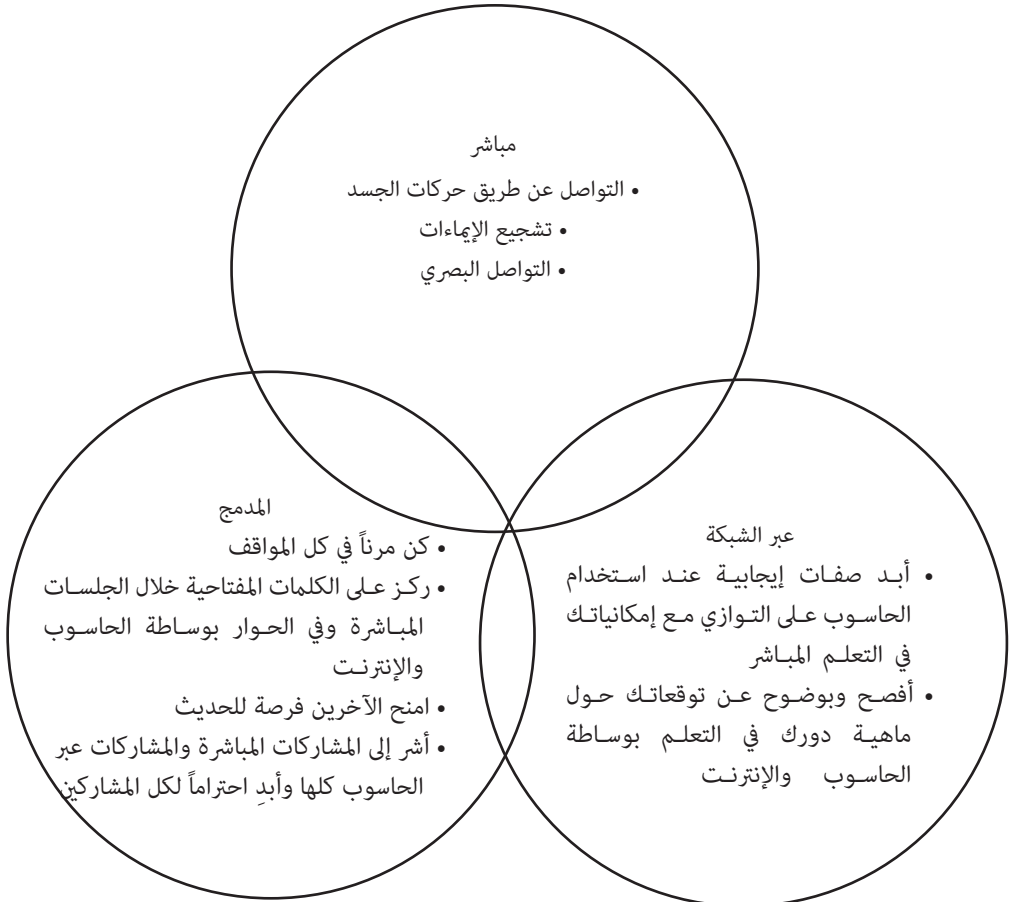 مباشر
• التواصل عن طريق حركات الجسد
• تشجيع الإيماءات
• التواصل البصري
المدمج
• كن مرناً في كل المواقف
• ركز على الكلمات المفتاحية خلال الجلسات
المباشرة وفي الحوار بوساطة الحاسوب
والإنترنت
• امنح الآخرين فرصة للحديث
• أشر إلى المشاركات المباشرة والمشاركات عبر
الحاسوب كلها وأبدِ احتراماً لكل المشاركين
عبر الشبكة
• أبد صفات إيجابية عند استخدام
الحاسوب على التوازي مع إمكانياتك
في التعلم المباشر
• أفصح وبوضوح عن توقعاتك حول
ماهية دورك في التعلم بوساطة
الحاسوب والإنترنت